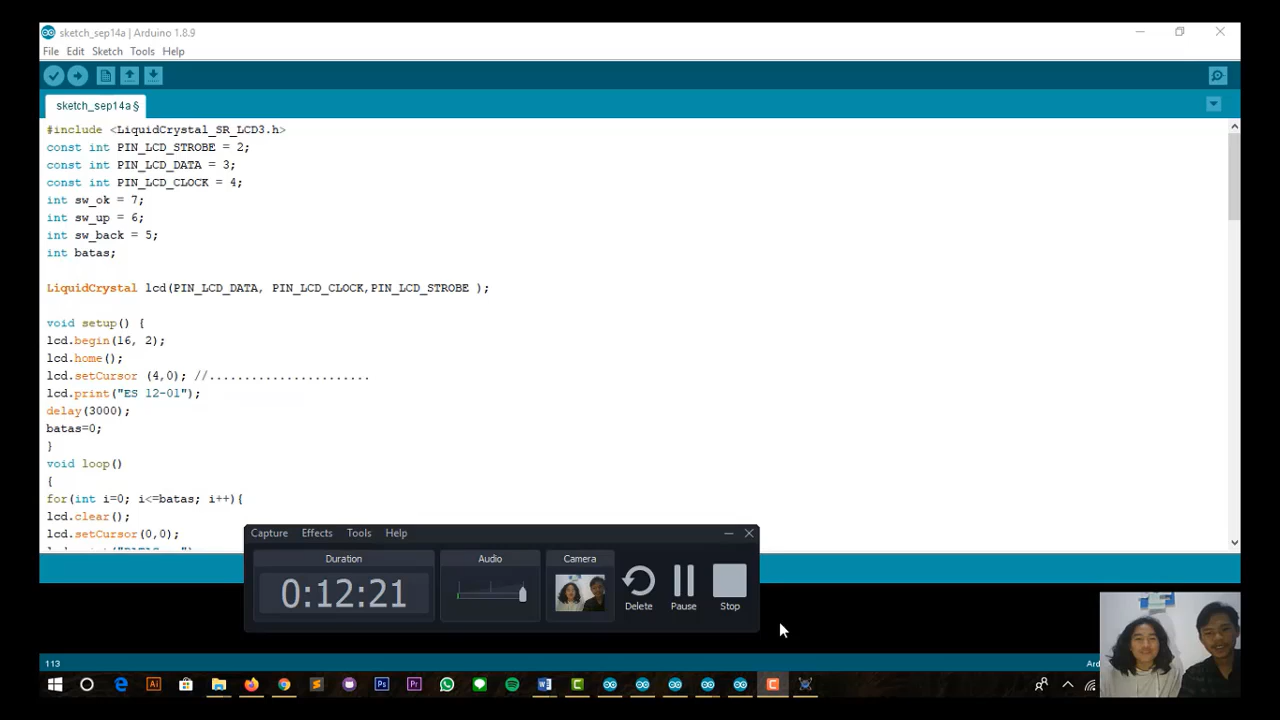 sketch_sep14a | Arduino 1.8.9
File Edit Sketch Tools Help
sketch_sep14a §
#include <LiquidCrystal_SR_LCD3.h>
const int PIN_LCD_STROBE = 2;
const int PIN_LCD_DATA = 3;
const int PIN_LCD_CLOCK = 4;
int sw_ok = 7;
int sw_up = 6;
int sw_back = 5;
int batas;
LiquidCrystal lcd(PIN_LCD_DATA, PIN_LCD_CLOCK,PIN_LCD_STROBE );
void setup() {
lcd.begin(16, 2);
lcd.home();
lcd.setCursor (4,0); //.......................
lcd.print("ES 12-01");
delay(3000);
batas=0;
}
void loop()
{
for(int i=0; i<=batas; i++){
lcd.clear();
lcd.setCursor(0,0);
Capture Effects Tools Help
Duration Audio Camera
0:12:21
Delete Pause Stop
113
Ar
Ai Ps Pr